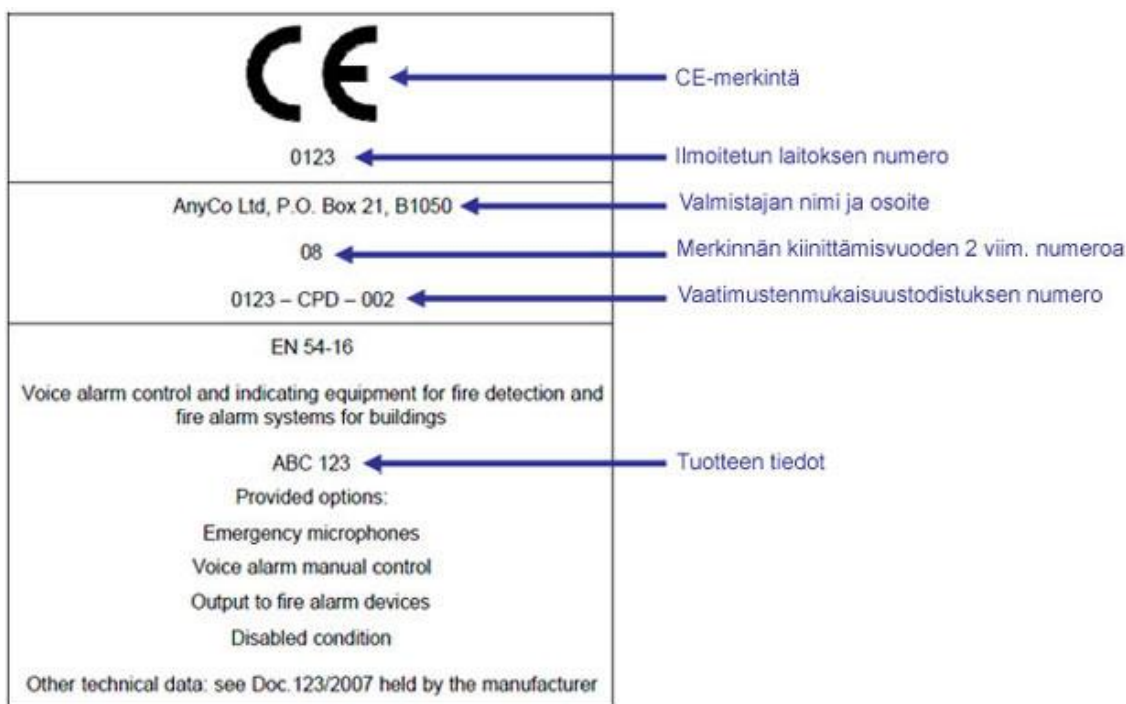 CE
CE-merkintä
0123
Ilmoitetun laitoksen numero
AnyCo Ltd, P.O. Box 21, B1050
Valmistajan nimi ja osoite
08
Merkinnän kiinittämisvuoden 2 viim. numeroa
0123 – CPD – 002
Vaatimustenmukaisuustodistuksen numero
EN 54-16
Voice alarm control and indicating equipment for fire detection and
fire alarm systems for buildings
ABC 123
Tuotteen tiedot
Provided options:
Emergency microphones
Voice alarm manual control
Output to fire alarm devices
Disabled condition
Other technical data: see Doc.123/2007 held by the manufacturer